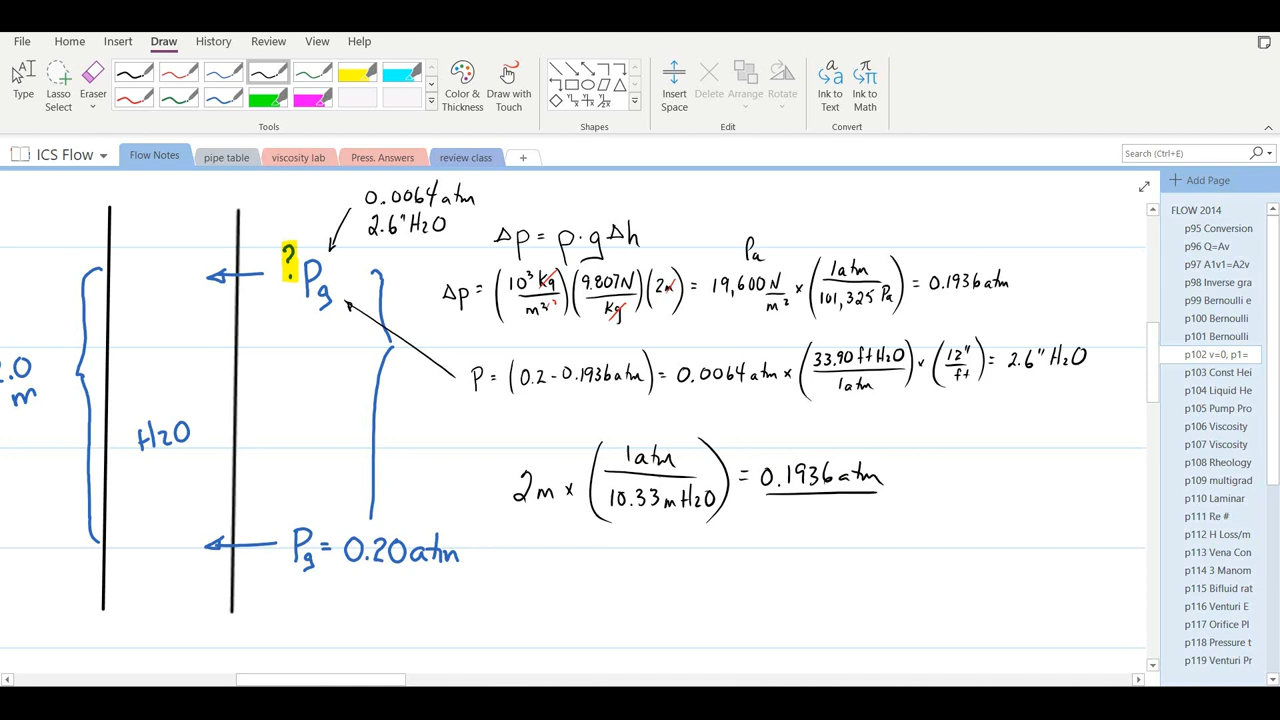 File Home Insert Draw History Review View Help
Type Lasso Select Eraser Color & Thickness Draw with Touch Insert Space Delete Arrange Rotate Ink to Text Ink to Math
Tools Shapes Edit Convert
ICS Flow Flow Notes pipe table viscosity lab Press. Answers review class + Search (Ctrl+E)
Add Page
FLOW 2014
p95 Conversion
p96 Q=Av
p97 A1v1=A2v
p98 Inverse gra
p99 Bernoulli e
p100 Bernoulli
p101 Bernoulli
p102 v=0, p1=
p103 Const Hei
p104 Liquid He
p105 Pump Pro
p106 Viscosity
p107 Viscosity
p108 Rheology
p109 multigrad
p110 Laminar
p111 Re #
p112 H Loss/m
p113 Vena Con
p114 3 Manom
p115 Bifluid rat
p116 Venturi E
p117 Orifice Pl
p118 Pressure t
p119 Venturi Pr
0.0064 atm
2.6" H2O
? Pg
2.0 m
H2O
Pg = 0.20 atm
Δp = ρ·gΔh
Δp = (10³ kg/m³)(9.807N/kg)(2m) = 19,600 N/m² × (1atm/101,325 Pa) = 0.1936 atm
Pa
P = (0.2 - 0.1936 atm) = 0.0064 atm × (33.90 ft H2O/1atm) × (12"/ft) = 2.6" H2O
2m × (1atm/10.33 m H2O) = 0.1936 atm